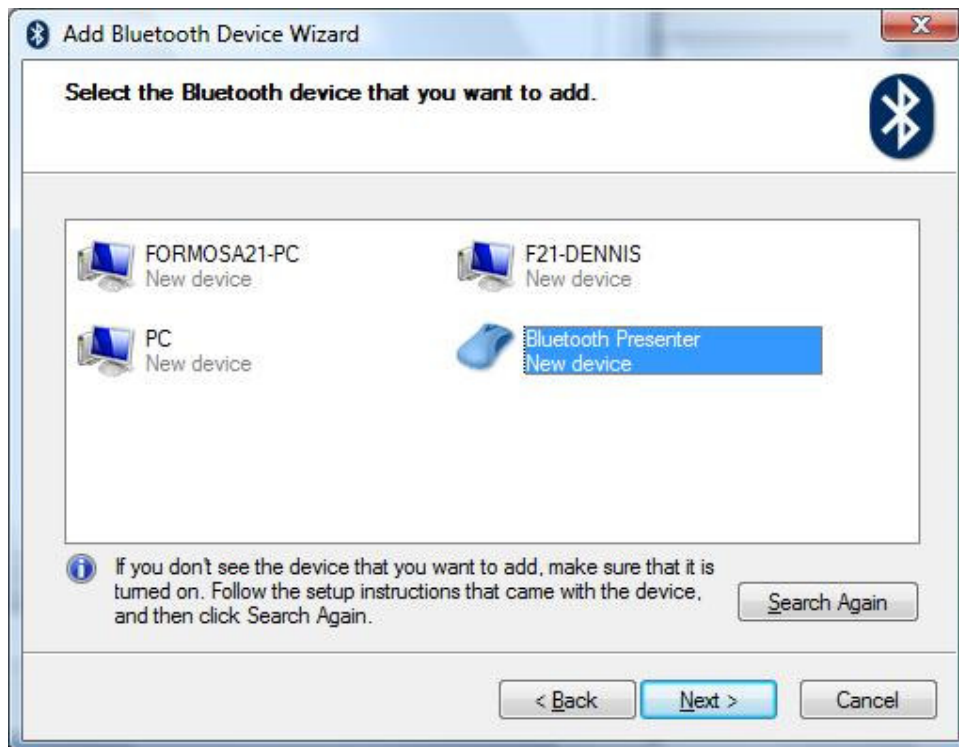 Add Bluetooth Device Wizard
Select the Bluetooth device that you want to add.
FORMOSA21-PC
New device
F21-DENNIS
New device
PC
New device
Bluetooth Presenter
New device
If you don't see the device that you want to add, make sure that it is
turned on. Follow the setup instructions that came with the device,
and then click Search Again.
Search Again
< Back
Next >
Cancel